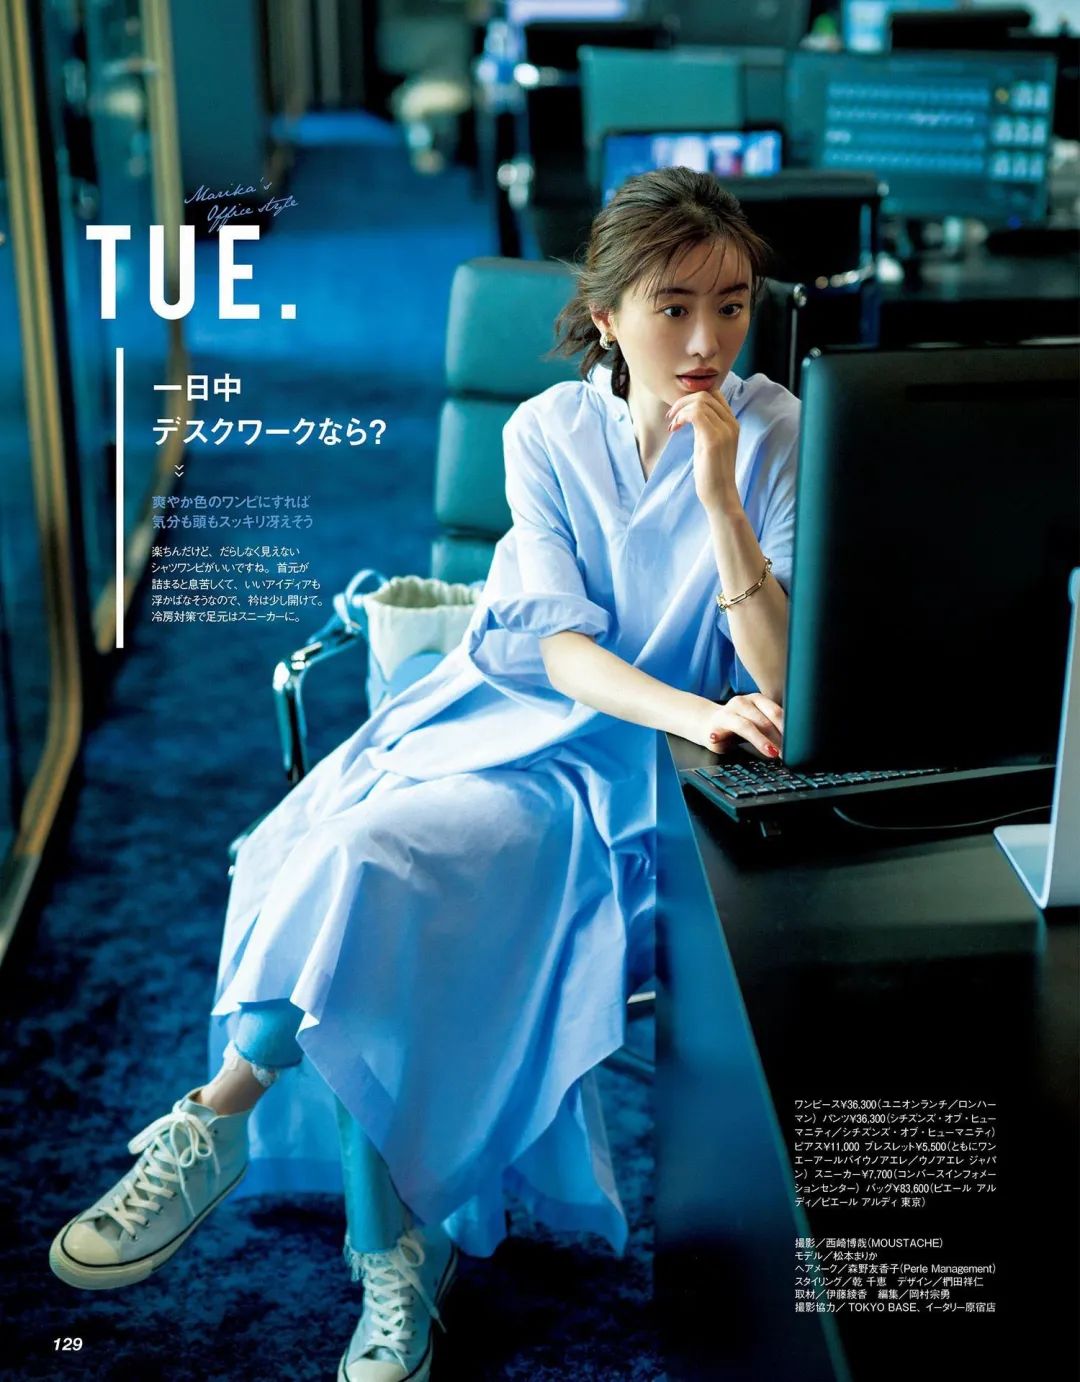 Marika's
Office style
TUE.
一日中
デスクワークなら?
爽やか色のワンピにすれば
気分も頭もスッキリ冴えそう
楽ちんだけど、だらしなく見えない
シャツワンピがいいですね。首元が
詰まると息苦しくて、いいアイディアも
浮かばなそうなので、衿は少し開けて。
冷房対策で足元はスニーカーに。
ワンピース¥36,300(ユニオンランチ/ロンハー
マン) パンツ¥36,300(シチズンズ・オブ・ヒュー
マニティ/シチズンズ・オブ・ヒューマニティ)
ピアス¥11,000 ブレスレット¥5,500(ともにワン
エーアールバイウノアエレ/ウノアエレ ジャパ
ン) スニーカー¥7,700(コンバースインフォメー
ションセンター) バッグ¥83,600(ピエール アル
ディ/ピエール アルディ 東京)
撮影/西崎博哉(MOUSTACHE)
モデル/松本まりか
ヘアメーク/森野友香子(Perle Management)
スタイリング/乾 千恵 デザイン/椚田祥仁
取材/伊藤綾香 編集/岡村宗勇
撮影協力/TOKYO BASE、イータリー原宿店
129